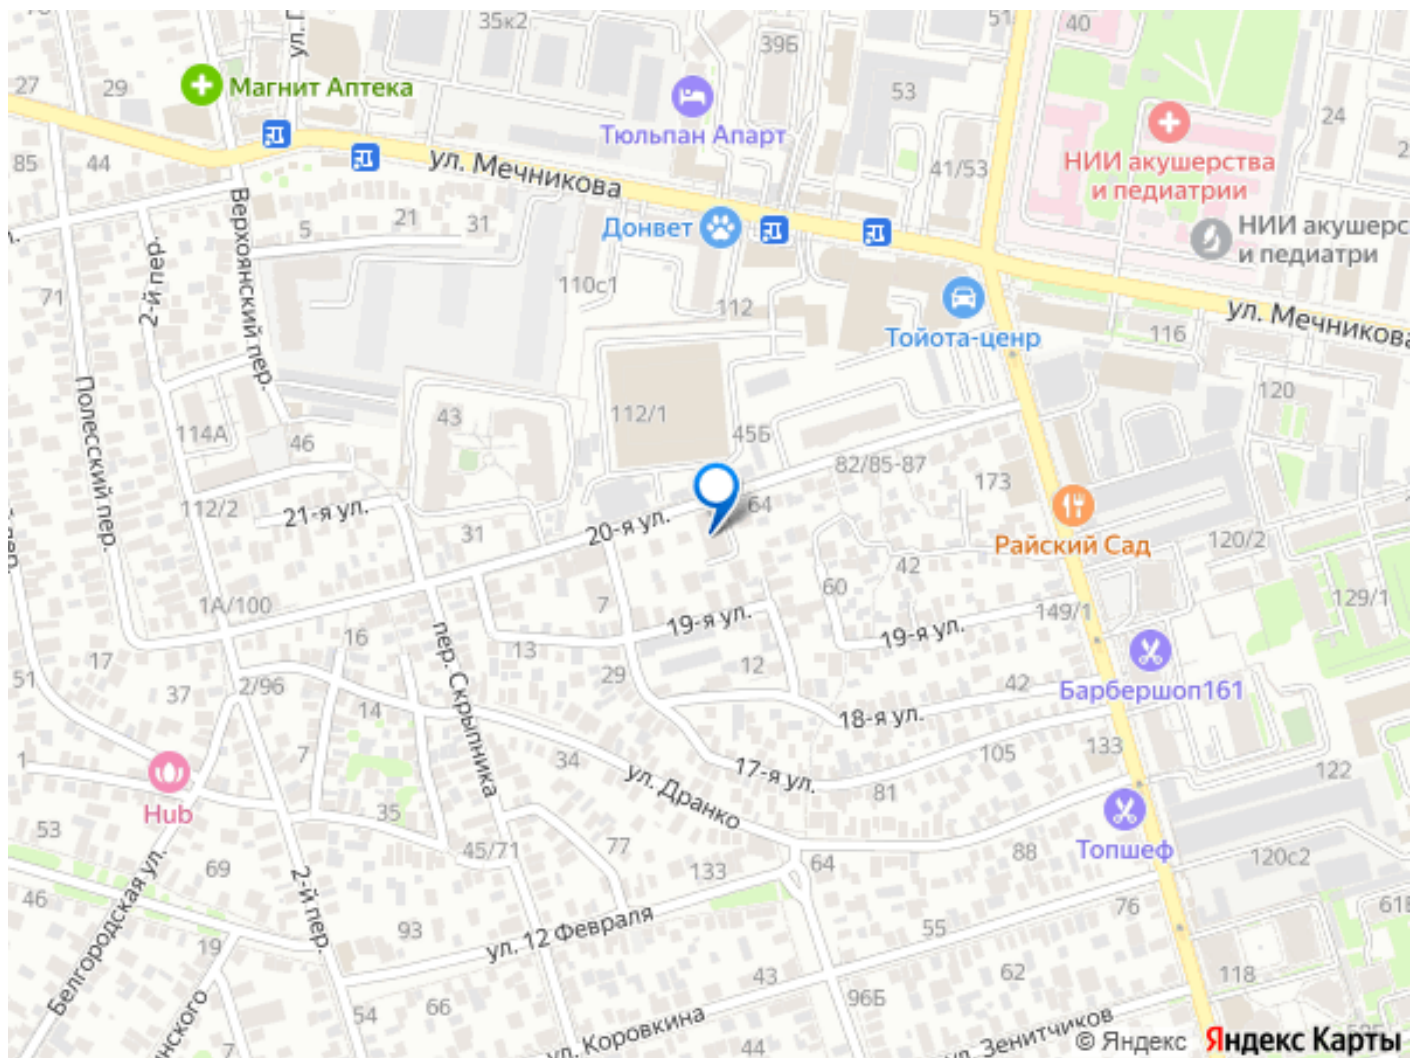 35к2
51
40
39Б
27
29
Магнит Аптека
53
Тюльпан Апарт
24
НИИ акушерства
и педиатрии
85
44
ул. Мечникова
41/53
Верхоянский пер.
5
21
31
Донвет
НИИ акушерс
и педиатри
2-й пер.
71
110с1
112
Тойота-ценр
ул. Мечникова
116
Полесский пер.
120
43
112/1
45Б
114А
46
82/85-87
173
112/2
21-я ул.
31
20-я ул.
64
Райский Сад
120/2
42
60
129/1
1А/100
7
19-я ул.
149/1
19-я ул.
16
пер. Скрыпника
13
17
12
29
51
37
2/96
42
Барбершоп161
14
18-я ул.
7
34
105
133
1
17-я ул.
122
ул. Дранко
81
Hub
35
53
77
45/71
88
Топшеф
120с2
69
133
64
46
2-й пер.
76
61Б
Белгородская ул.
93
ул. 12 Февраля
55
19
43
62
118
54
66
96Б
ул. Коровкина
ул. Зенитчиков
44
7
© Яндекс
Яндекс Карты